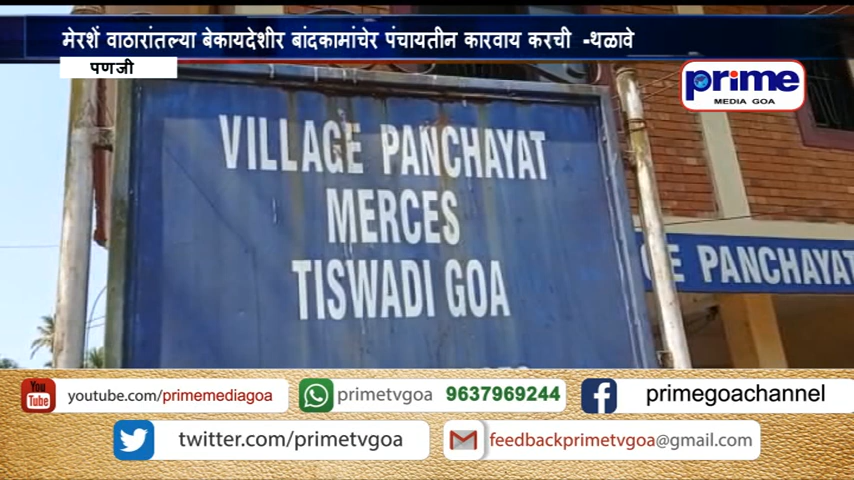 मेरशें वाठारांतल्या बेकायदेशीर बांदकामांचेर पंचायतीन कारवाय करची -थळावे
पणजी
prime
MEDIA GOA
VILLAGE PANCHAYAT
MERCES
TISWADI GOA
GE PANCHAYAT
You Tube youtube.com/primemediagoa primetvgoa 9637969244 primegoachannel
twitter.com/primetvgoa feedbackprimetvgoa@gmail.com